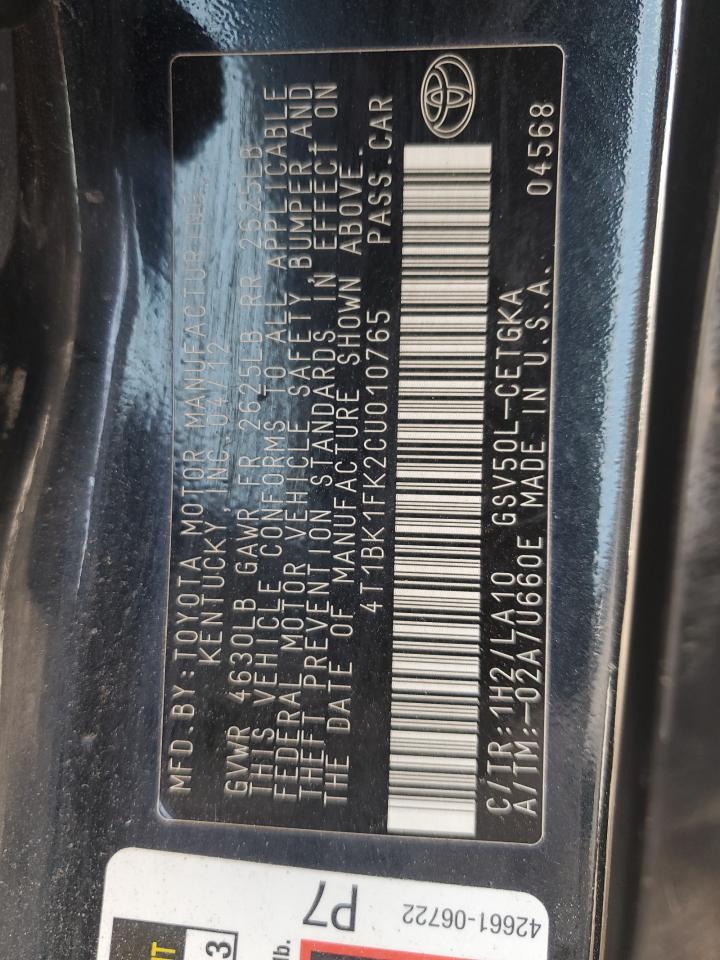 MFD.BY:TOYOTA MOTOR MANUFACTURING,
KENTUCKY, INC. 04/12
GVWR 4630LB GAWR FR 2625LB RR 2625LB
THIS VEHICLE CONFORMS TO ALL APPLICABLE
FEDERAL MOTOR VEHICLE SAFETY, BUMPER AND
THEFT PREVENTION STANDARDS IN EFFECT ON
THE DATE OF MANUFACTURE SHOWN ABOVE.
4T1BK1FK2CU010765 PASS.CAR
C/TR:1H2/LA10 GSV50L-CETGKA 04568
A/TM:-02A/U660E MADE IN U.S.A.
P7
42661-06722
3
lb.